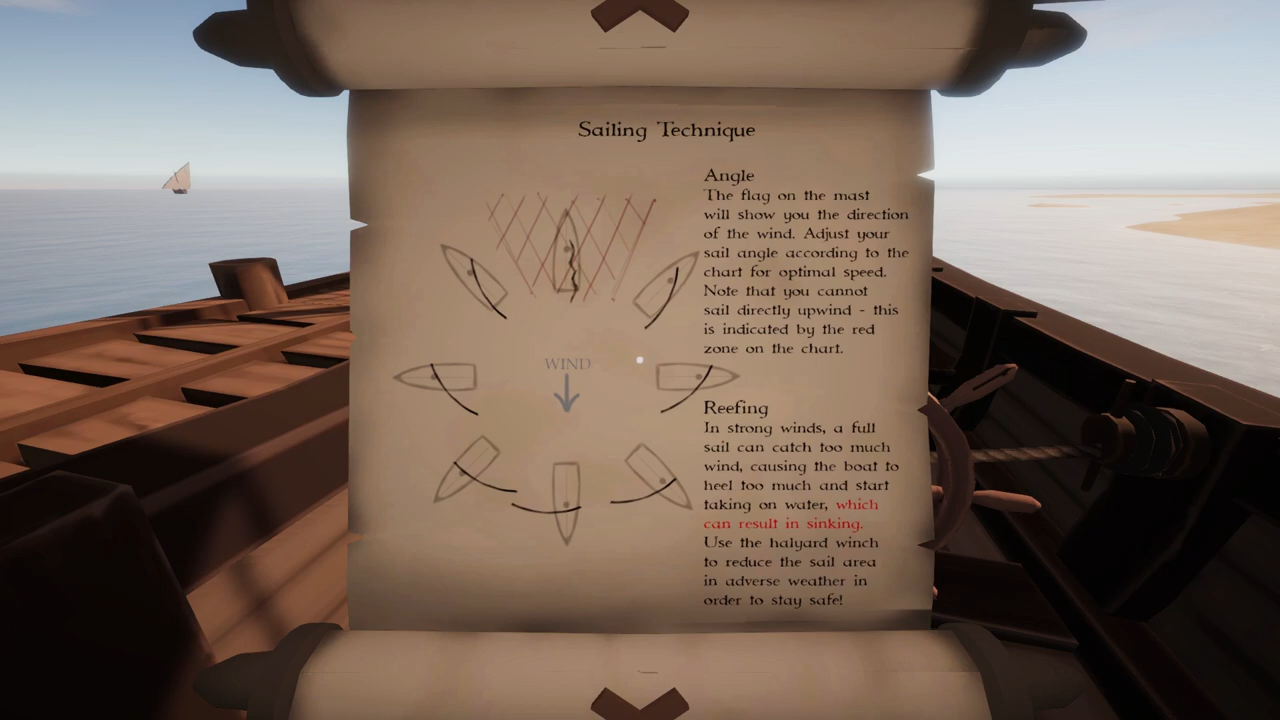 Sailing Technique
Angle
The flag on the mast
will show you the direction
of the wind. Adjust your
sail angle according to the
chart for optimal speed.
Note that you cannot
sail directly upwind - this
is indicated by the red
zone on the chart.
WIND
Reefing
In strong winds, a full
sail can catch too much
wind, causing the boat to
heel too much and start
taking on water, which
can result in sinking.
Use the halyard winch
to reduce the sail area
in adverse weather in
order to stay safe!